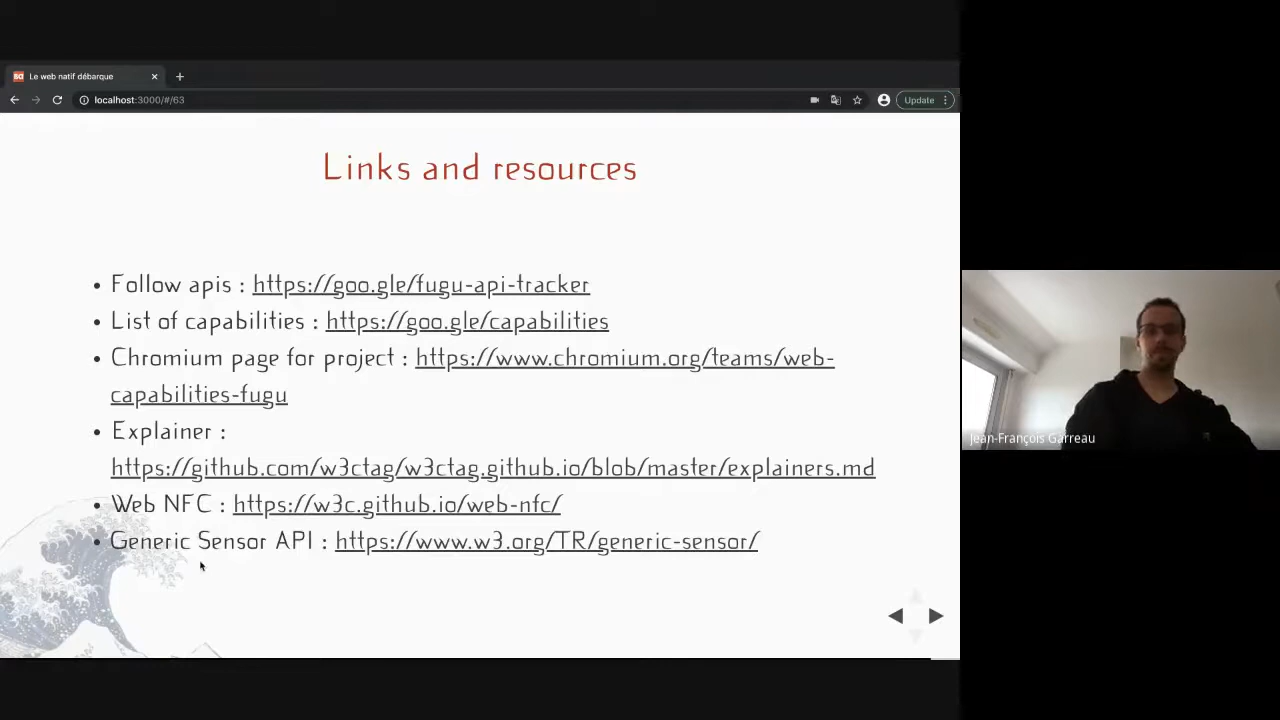 Le web natif débarque
localhost:3000/#/63
Update
Links and resources
• Follow apis : https://goo.gle/fugu-api-tracker
• List of capabilities : https://goo.gle/capabilities
• Chromium page for project : https://www.chromium.org/teams/web-
capabilities-fugu
• Explainer :
https://github.com/w3ctag/w3ctag.github.io/blob/master/explainers.md
• Web NFC : https://w3c.github.io/web-nfc/
• Generic Sensor API : https://www.w3.org/TR/generic-sensor/
Jean-François Garreau